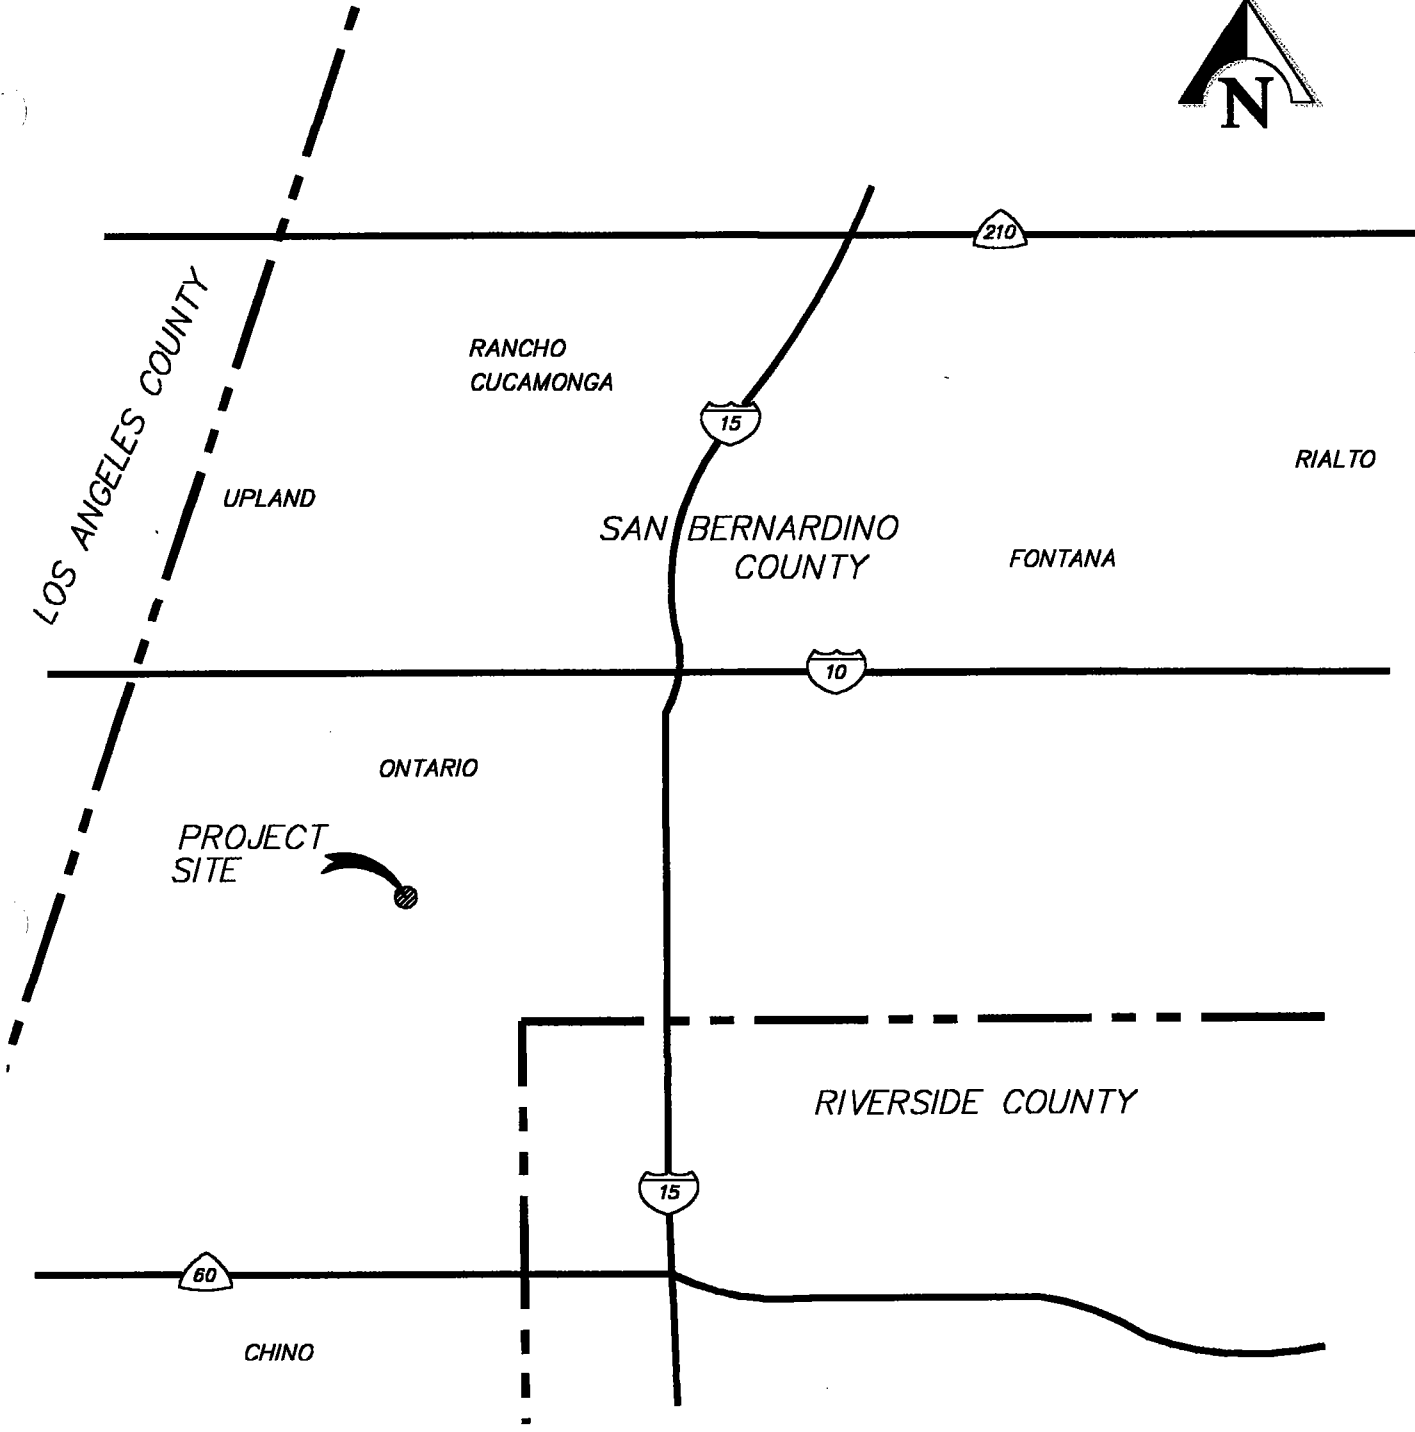 N
210
LOS ANGELES COUNTY
RANCHO
CUCAMONGA
15
RIALTO
UPLAND
SAN BERNARDINO
COUNTY
FONTANA
10
ONTARIO
PROJECT
SITE
RIVERSIDE COUNTY
15
60
CHINO